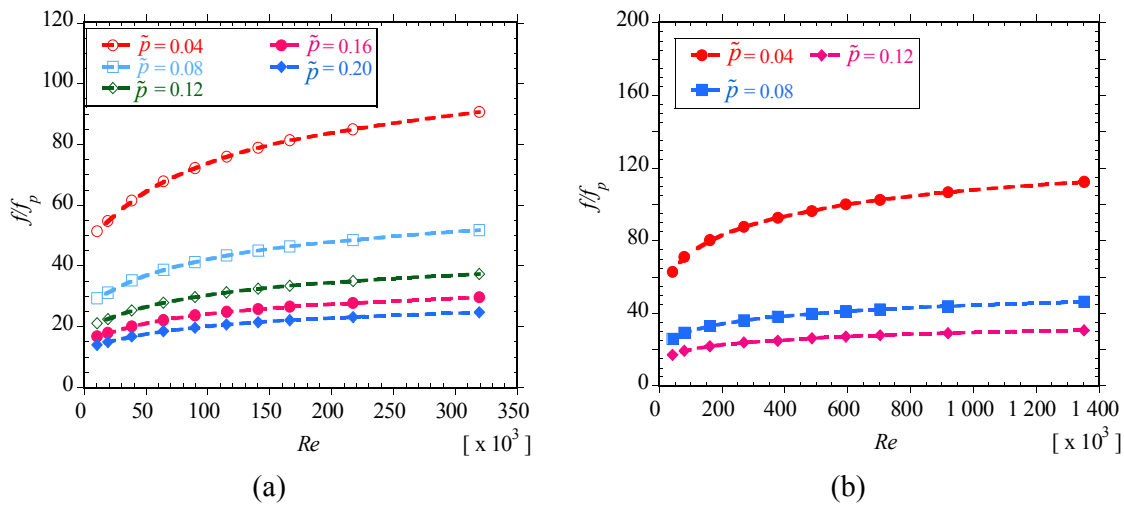 120
100
80
60
40
20
0
f/f_p
p̃ = 0.04
p̃ = 0.08
p̃ = 0.12
p̃ = 0.16
p̃ = 0.20
0 50 100 150 200 250 300 350
Re [ x 10³ ]
(a)
200
160
120
80
40
0
f/f_p
p̃ = 0.04
p̃ = 0.08
p̃ = 0.12
0 200 400 600 800 1 000 1 200 1 400
Re [ x 10³ ]
(b)